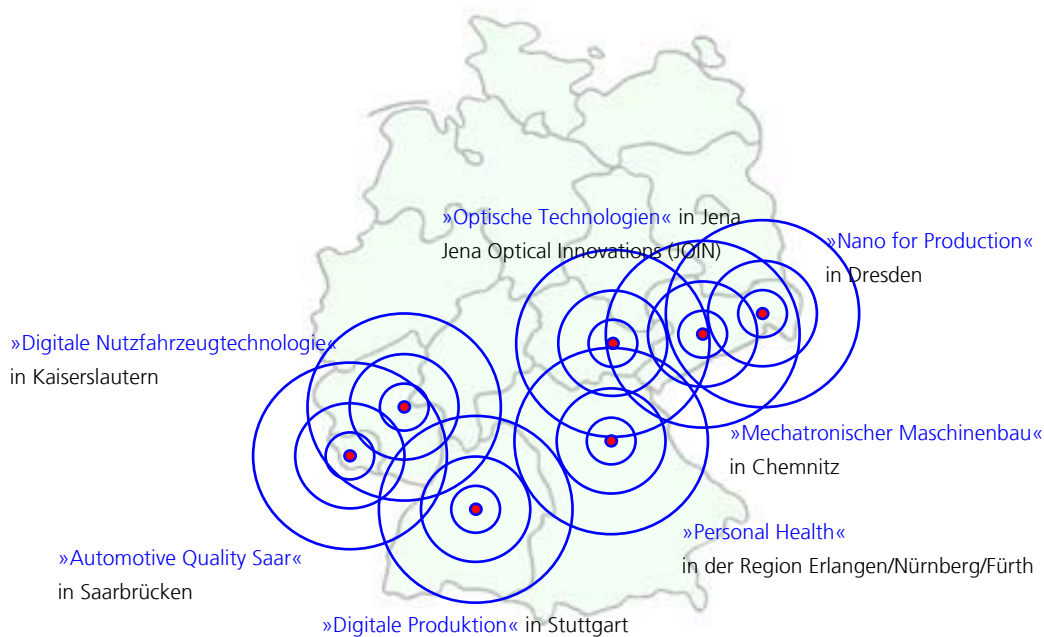 »Optische Technologien« in Jena
Jena Optical Innovations (JOIN)
»Nano for Production«
in Dresden
»Digitale Nutzfahrzeugtechnologie«
in Kaiserslautern
»Mechatronischer Maschinenbau«
in Chemnitz
»Personal Health«
in der Region Erlangen/Nürnberg/Fürth
»Automotive Quality Saar«
in Saarbrücken
»Digitale Produktion« in Stuttgart